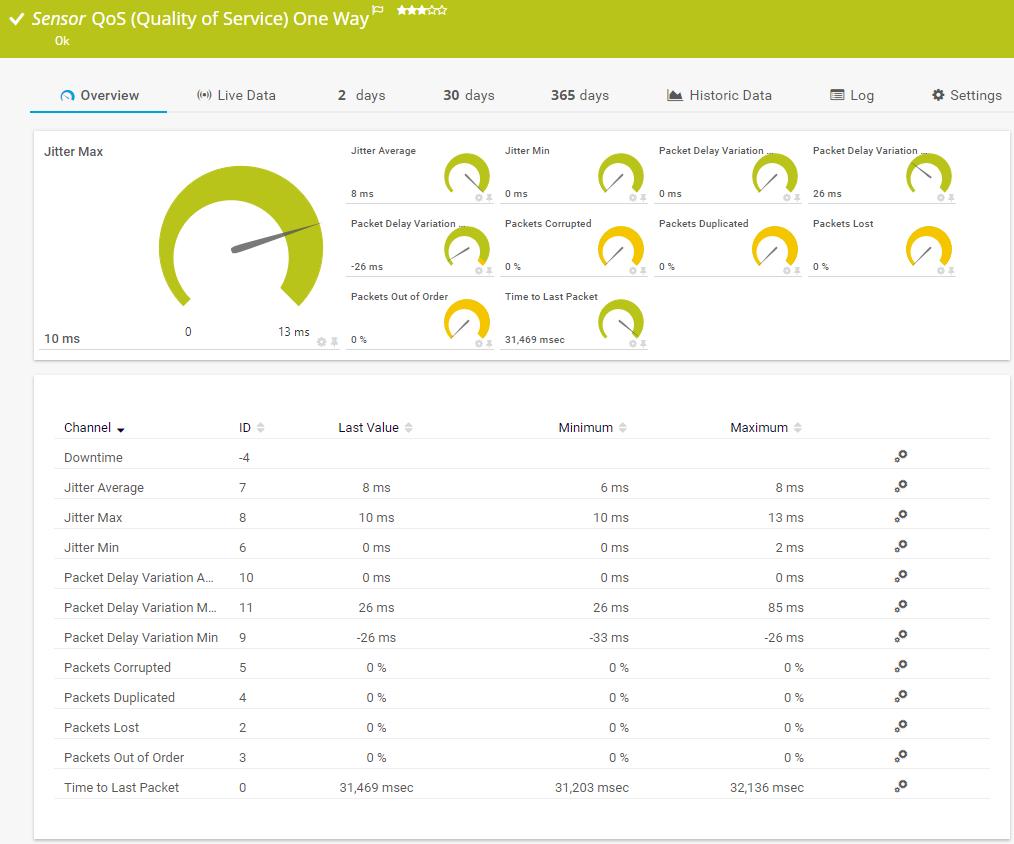 Sensor QoS (Quality of Service) One Way
Ok
Overview Live Data 2 days 30 days 365 days Historic Data Log Settings
Jitter Max
0
13 ms
10 ms
Jitter Average
8 ms
Jitter Min
0 ms
Packet Delay Variation ...
0 ms
Packet Delay Variation ...
26 ms
Packet Delay Variation ...
-26 ms
Packets Corrupted
0 %
Packets Duplicated
0 %
Packets Lost
0 %
Packets Out of Order
0 %
Time to Last Packet
31,469 msec
Channel ID Last Value Minimum Maximum
Downtime -4
Jitter Average 7 8 ms 6 ms 8 ms
Jitter Max 8 10 ms 10 ms 13 ms
Jitter Min 6 0 ms 0 ms 2 ms
Packet Delay Variation A... 10 0 ms 0 ms 0 ms
Packet Delay Variation M... 11 26 ms 26 ms 85 ms
Packet Delay Variation Min 9 -26 ms -33 ms -26 ms
Packets Corrupted 5 0 % 0 % 0 %
Packets Duplicated 4 0 % 0 % 0 %
Packets Lost 2 0 % 0 % 0 %
Packets Out of Order 3 0 % 0 % 0 %
Time to Last Packet 0 31,469 msec 31,203 msec 32,136 msec